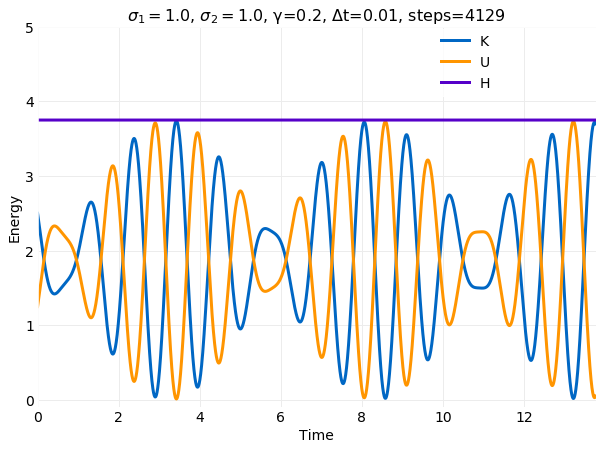 σ₁ = 1.0, σ₂ = 1.0, γ=0.2, Δt=0.01, steps=4129
K
U
H
Energy
5
4
3
2
1
0
0 2 4 6 8 10 12
Time